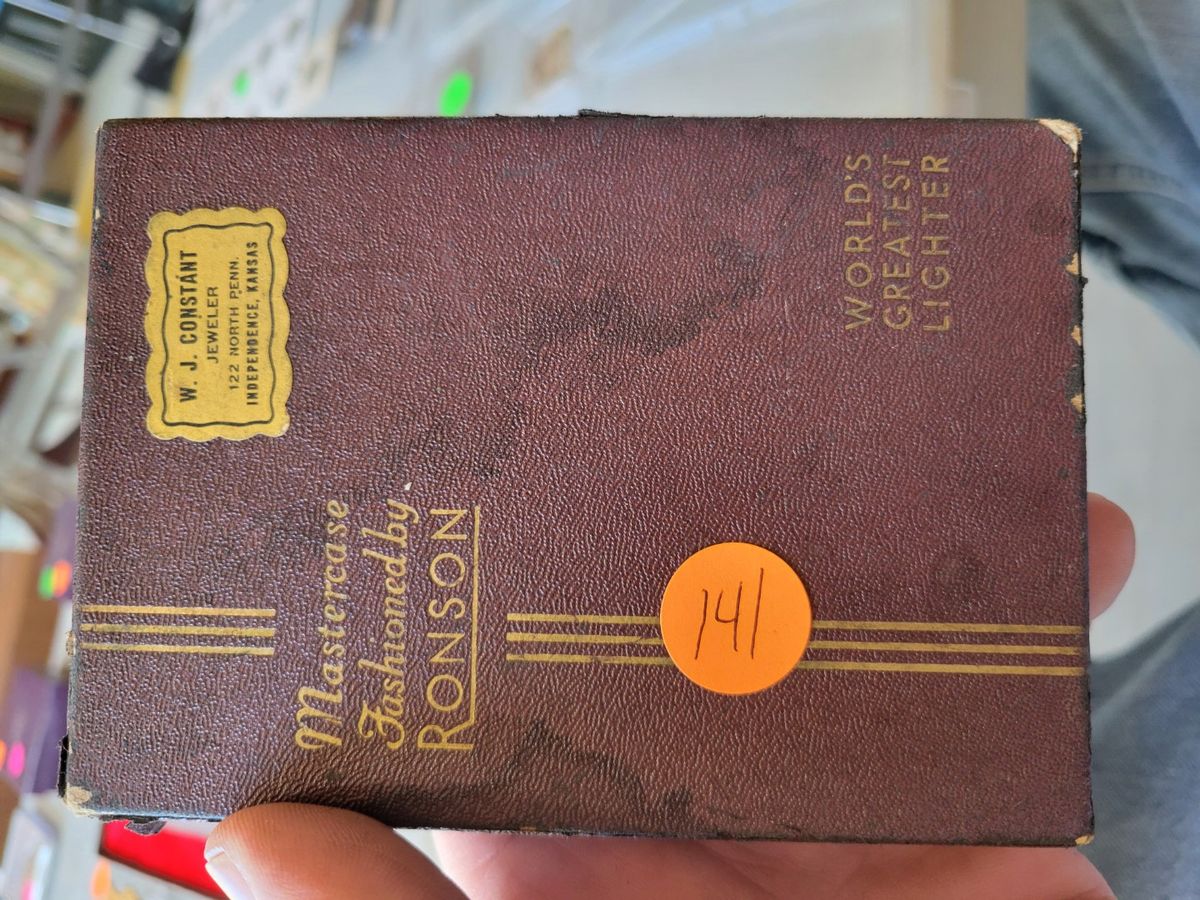 W. J. CONSTANT
JEWELER
122 NORTH PENN.
INDEPENDENCE, KANSAS
Mastercase
Fashioned by
RONSON
WORLD'S
GREATEST
LIGHTER
141